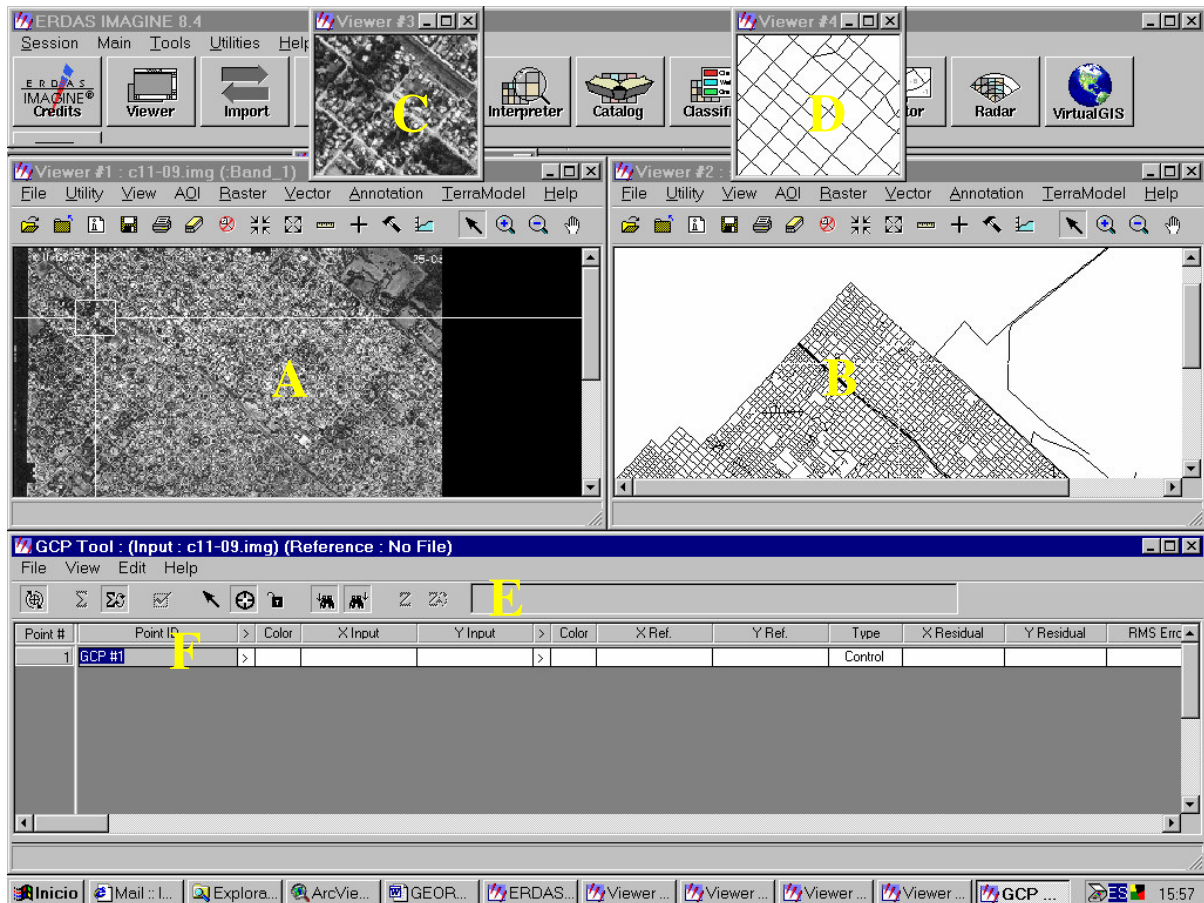 ERDAS IMAGINE 8.4
Session Main Tools Utilities Help
Viewer #3
Viewer #4
ERDAS
IMAGINE®
Credits
Viewer
Import
Interpreter
Catalog
Classifi
tor
Radar
VirtualGIS
C
D
Viewer #1 : c11-09.img (:Band_1)
File Utility View AOI Raster Vector Annotation TerraModel Help
Viewer #2 :
File Utility View AOI Raster Vector Annotation TerraModel Help
A
B
GCP Tool : (Input : c11-09.img) (Reference : No File)
File View Edit Help
E
Point # Point ID > Color X Input Y Input > Color X Ref. Y Ref. Type X Residual Y Residual RMS Erro
1 GCP #1 > > Control
F
Inicio Mail :: I... Explora... ArcVie... GEOR... ERDAS... Viewer ... Viewer ... Viewer ... Viewer ... GCP ... ES 15:57